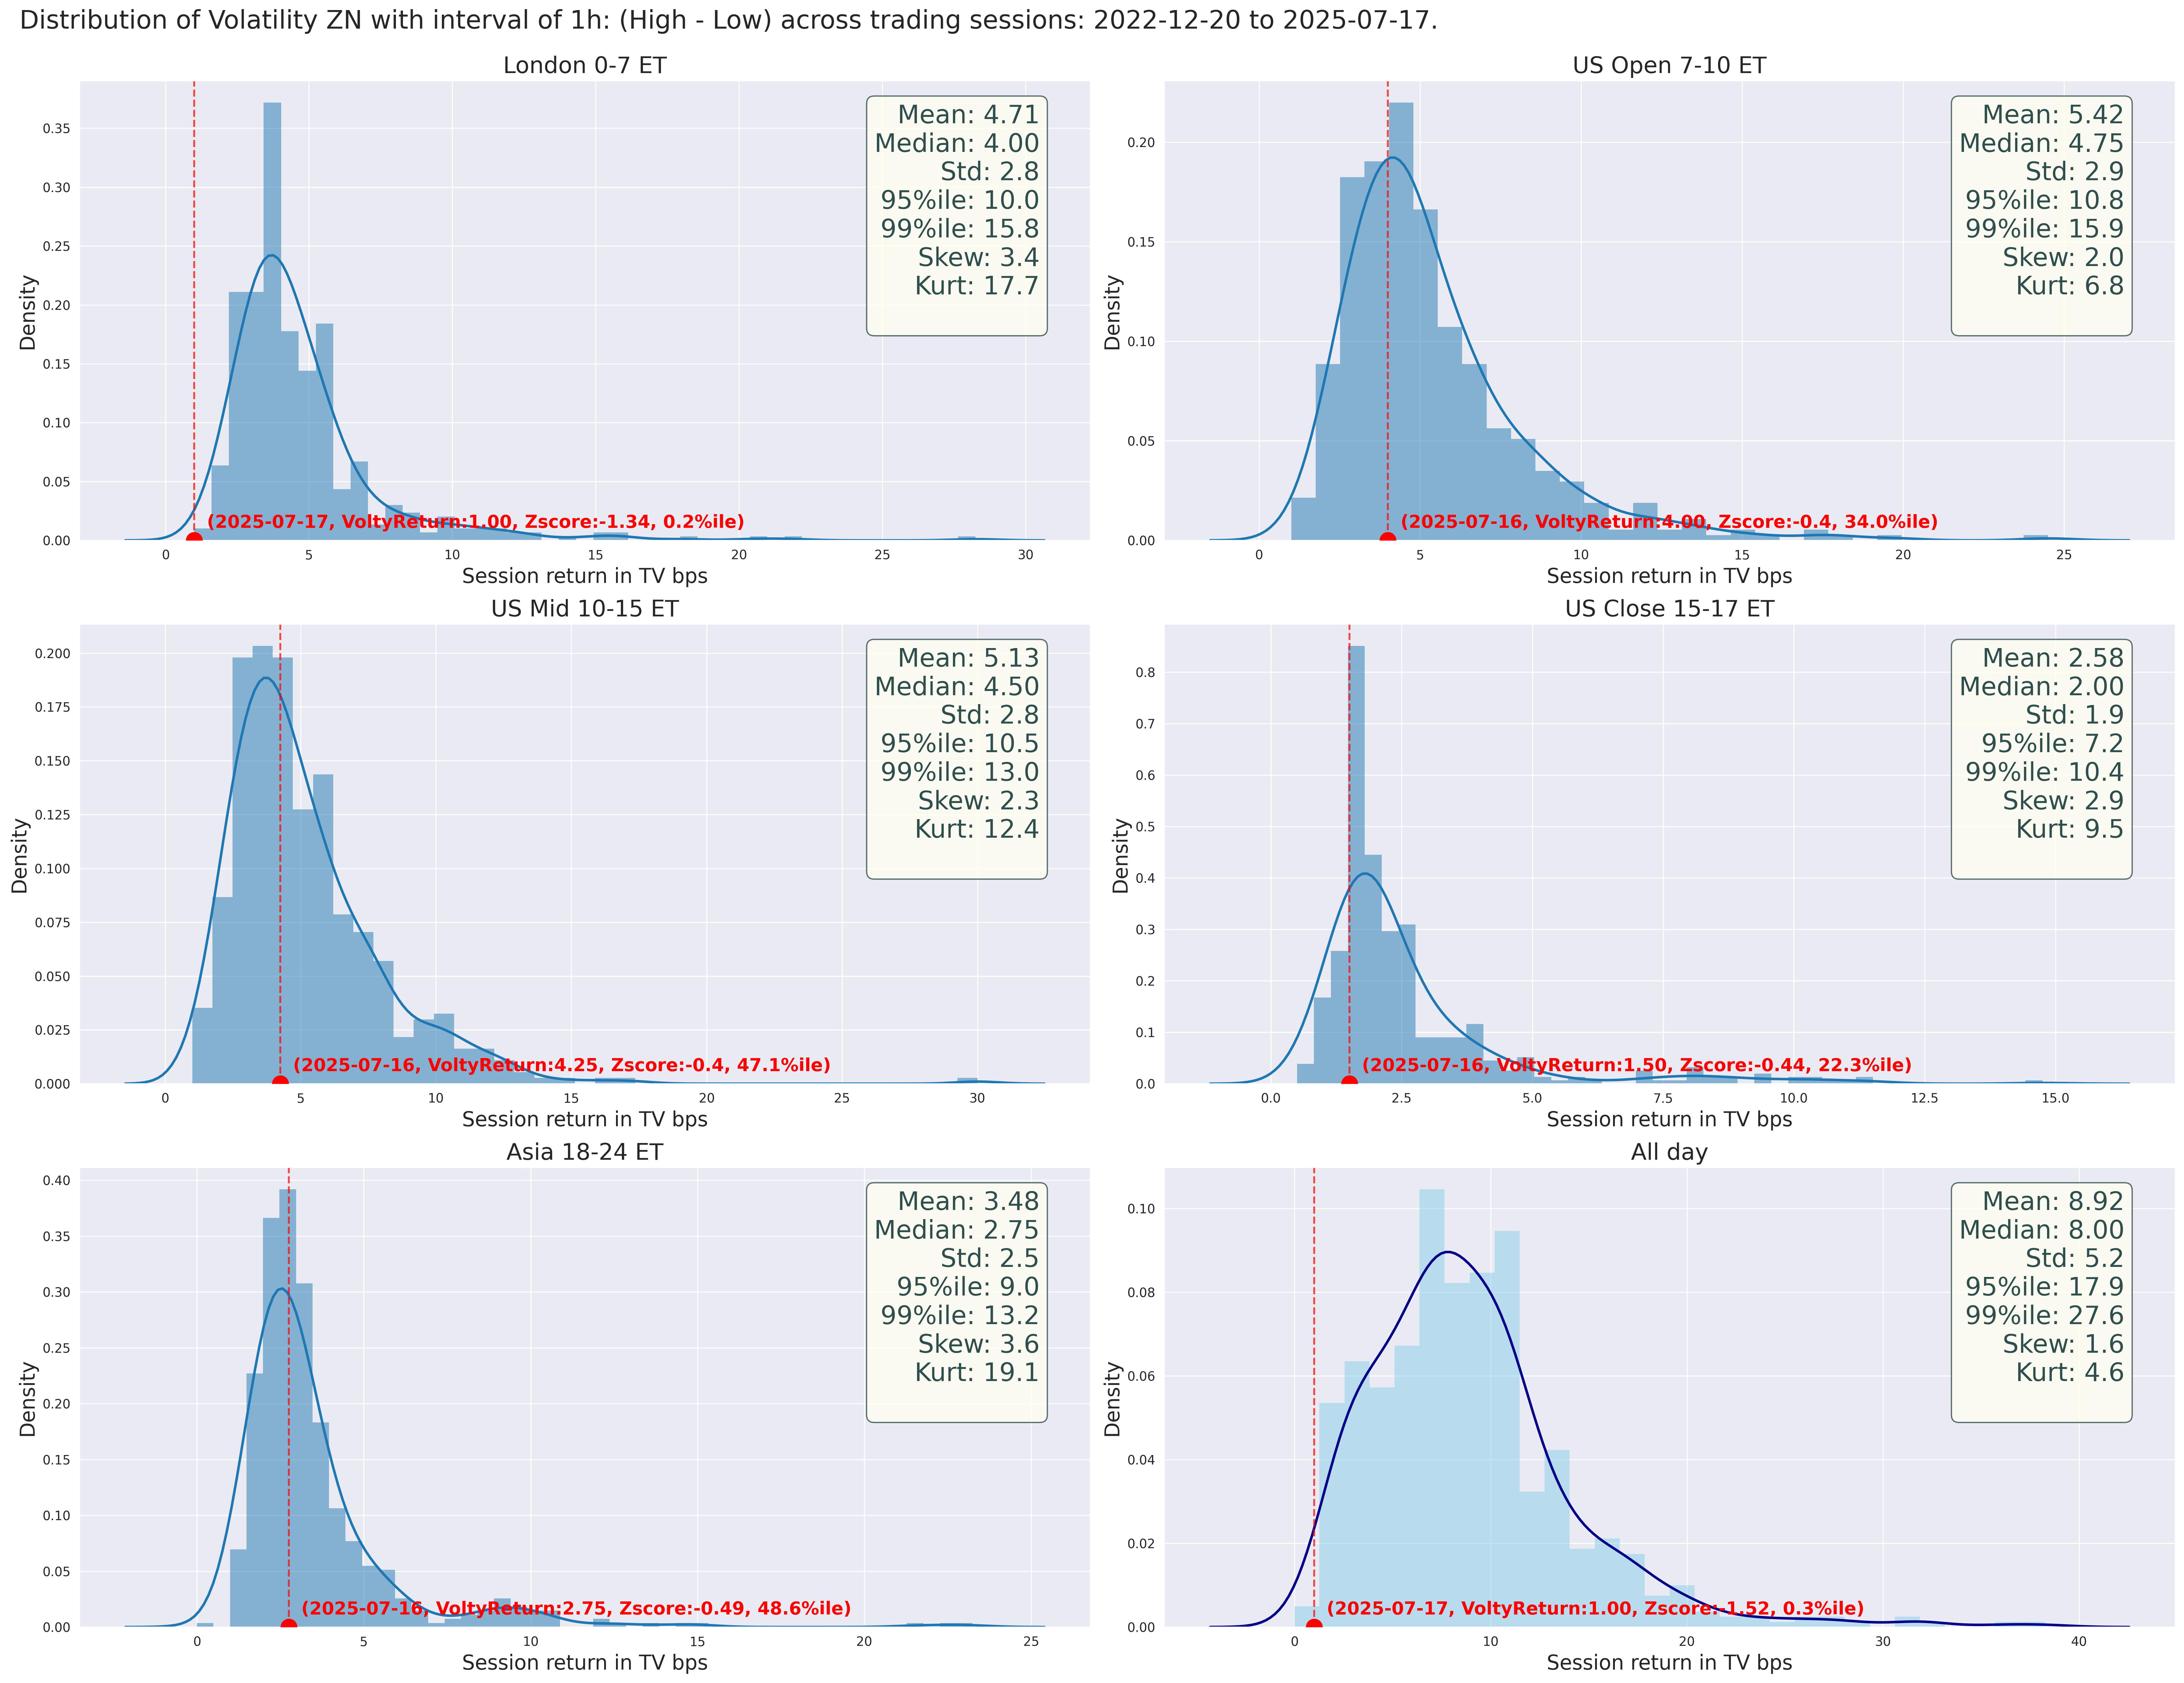 Distribution of Volatility ZN with interval of 1h: (High - Low) across trading sessions: 2022-12-20 to 2025-07-17.
London 0-7 ET
Mean: 4.71
Median: 4.00
Std: 2.8
95%ile: 10.0
99%ile: 15.8
Skew: 3.4
Kurt: 17.7
Density
0.35
0.30
0.25
0.20
0.15
0.10
0.05
0.00
(2025-07-17, VoltyReturn:1.00, Zscore:-1.34, 0.2%ile)
0 5 10 15 20 25 30
Session return in TV bps
US Open 7-10 ET
Mean: 5.42
Median: 4.75
Std: 2.9
95%ile: 10.8
99%ile: 15.9
Skew: 2.0
Kurt: 6.8
Density
0.20
0.15
0.10
0.05
0.00
(2025-07-16, VoltyReturn:4.00, Zscore:-0.4, 34.0%ile)
0 5 10 15 20 25
Session return in TV bps
US Mid 10-15 ET
Mean: 5.13
Median: 4.50
Std: 2.8
95%ile: 10.5
99%ile: 13.0
Skew: 2.3
Kurt: 12.4
Density
0.200
0.175
0.150
0.125
0.100
0.075
0.050
0.025
0.000
(2025-07-16, VoltyReturn:4.25, Zscore:-0.4, 47.1%ile)
0 5 10 15 20 25 30
Session return in TV bps
US Close 15-17 ET
Mean: 2.58
Median: 2.00
Std: 1.9
95%ile: 7.2
99%ile: 10.4
Skew: 2.9
Kurt: 9.5
Density
0.8
0.7
0.6
0.5
0.4
0.3
0.2
0.1
0.0
(2025-07-16, VoltyReturn:1.50, Zscore:-0.44, 22.3%ile)
0.0 2.5 5.0 7.5 10.0 12.5 15.0
Session return in TV bps
Asia 18-24 ET
Mean: 3.48
Median: 2.75
Std: 2.5
95%ile: 9.0
99%ile: 13.2
Skew: 3.6
Kurt: 19.1
Density
0.40
0.35
0.30
0.25
0.20
0.15
0.10
0.05
0.00
(2025-07-16, VoltyReturn:2.75, Zscore:-0.49, 48.6%ile)
0 5 10 15 20 25
Session return in TV bps
All day
Mean: 8.92
Median: 8.00
Std: 5.2
95%ile: 17.9
99%ile: 27.6
Skew: 1.6
Kurt: 4.6
Density
0.10
0.08
0.06
0.04
0.02
0.00
(2025-07-17, VoltyReturn:1.00, Zscore:-1.52, 0.3%ile)
0 10 20 30 40
Session return in TV bps